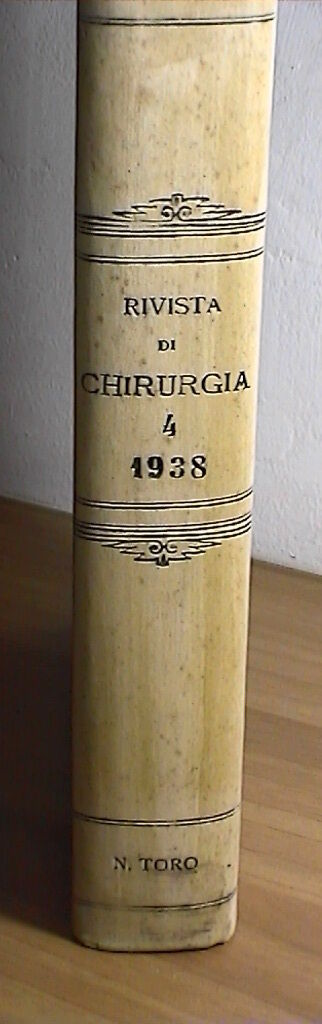 RIVISTA
DI
CHIRURGIA
4
1938
N. TORO